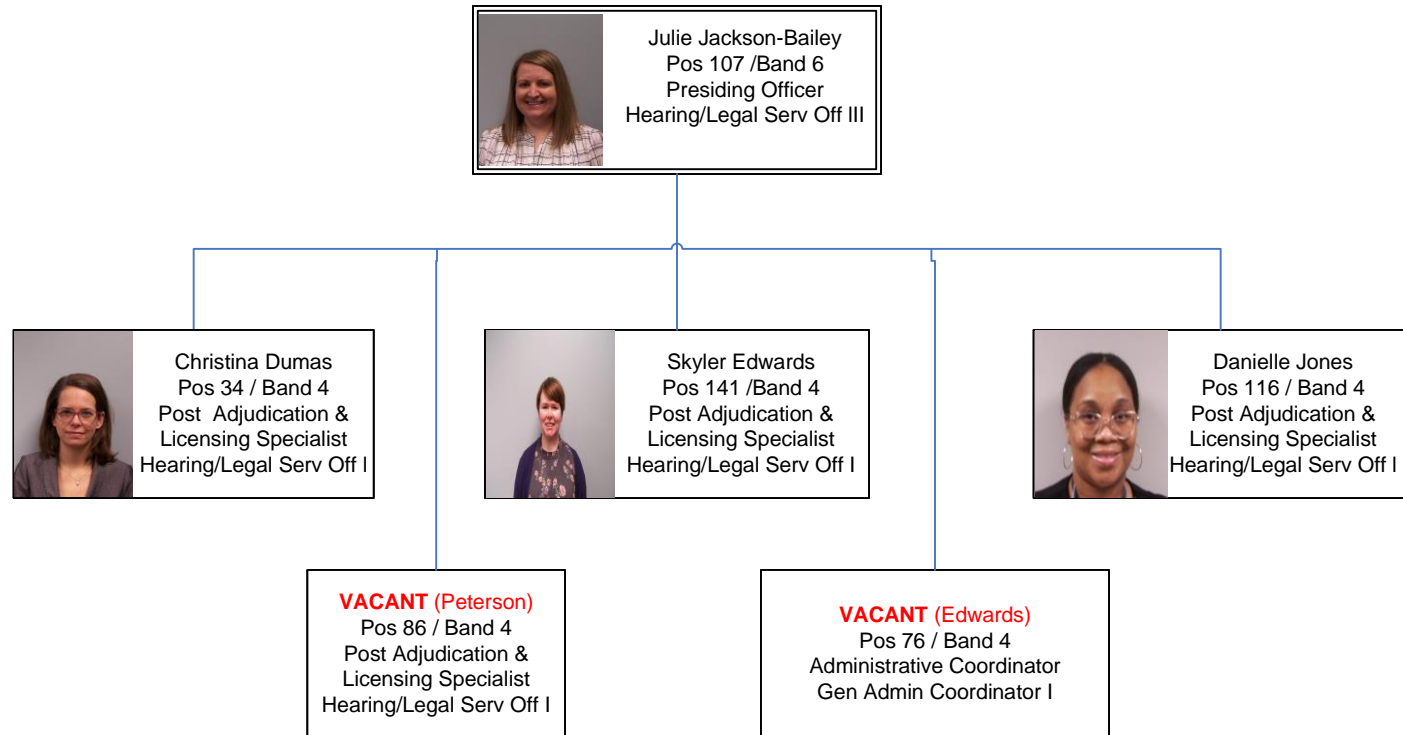 Julie Jackson-Bailey
Pos 107 /Band 6
Presiding Officer
Hearing/Legal Serv Off III
Christina Dumas
Pos 34 / Band 4
Post  Adjudication &
Licensing Specialist
Hearing/Legal Serv Off I
Skyler Edwards
Pos 141 /Band 4
Post Adjudication &
Licensing Specialist
Hearing/Legal Serv Off I
Danielle Jones
Pos 116 / Band 4
Post Adjudication &
Licensing Specialist
Hearing/Legal Serv Off I
VACANT (Peterson)
Pos 86 / Band 4
Post Adjudication &
Licensing Specialist
Hearing/Legal Serv Off I
VACANT (Edwards)
Pos 76 / Band 4
Administrative Coordinator
Gen Admin Coordinator I